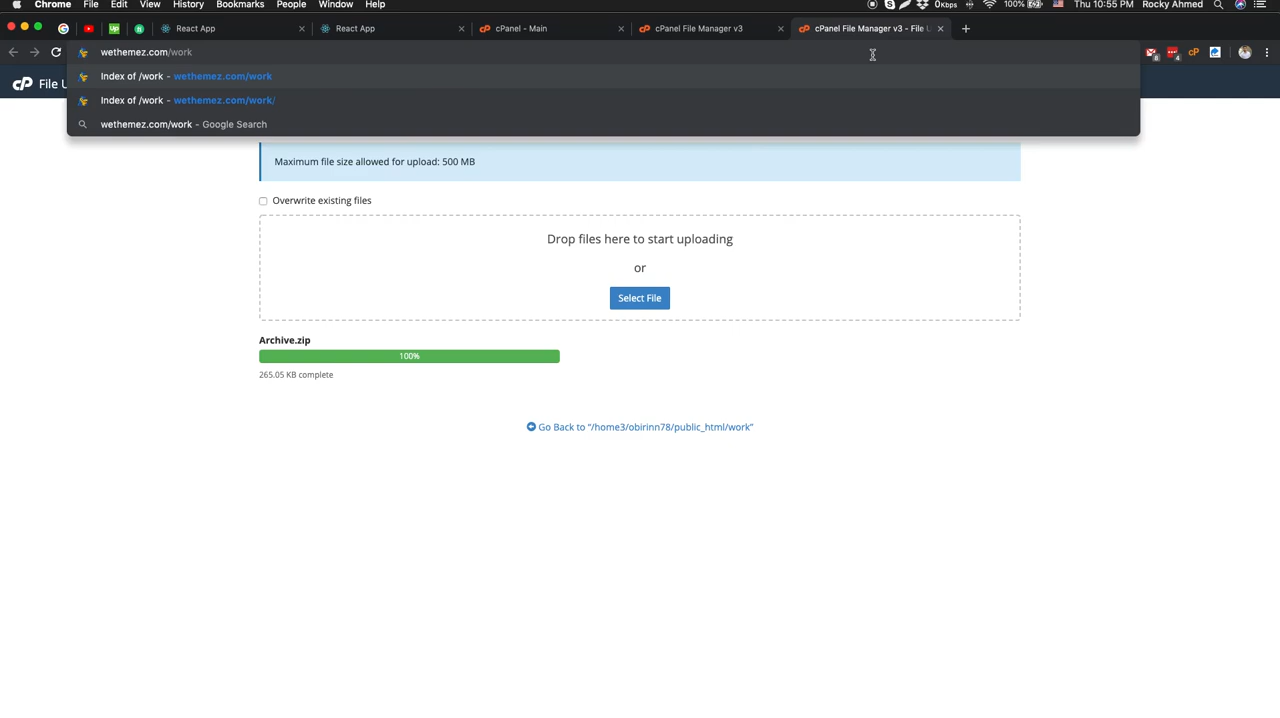 Chrome File Edit View History Bookmarks People Window Help 0Kbps 100% Thu 10:55 PM Rocky Ahmed
React App React App cPanel - Main cPanel File Manager v3 cPanel File Manager v3 - File U
wethemez.com/work
Index of /work - wethemez.com/work
Index of /work - wethemez.com/work/
wethemez.com/work - Google Search
cP File U
Maximum file size allowed for upload: 500 MB
Overwrite existing files
Drop files here to start uploading
or
Select File
Archive.zip
100%
265.05 KB complete
Go Back to “/home3/obirinn78/public_html/work”